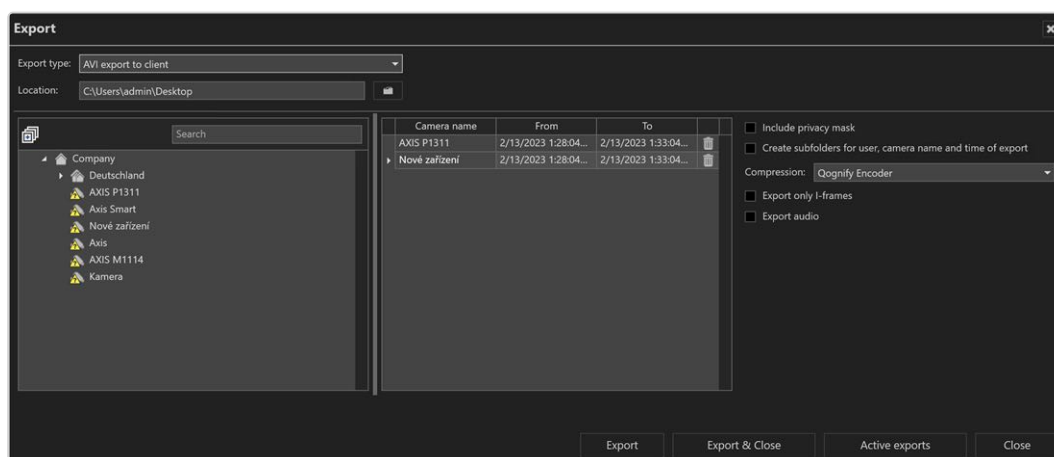 Export
Export type: AVI export to client
Location: C:\Users\admin\Desktop
Search
Company
Deutschland
AXIS P1311
Axis Smart
Nové zařízení
Axis
AXIS M1114
Kamera
Camera name From To
AXIS P1311 2/13/2023 1:28:04... 2/13/2023 1:33:04...
Nové zařízení 2/13/2023 1:28:04... 2/13/2023 1:33:04...
Include privacy mask
Create subfolders for user, camera name and time of export
Compression: Qognify Encoder
Export only I-frames
Export audio
Export Export & Close Active exports Close